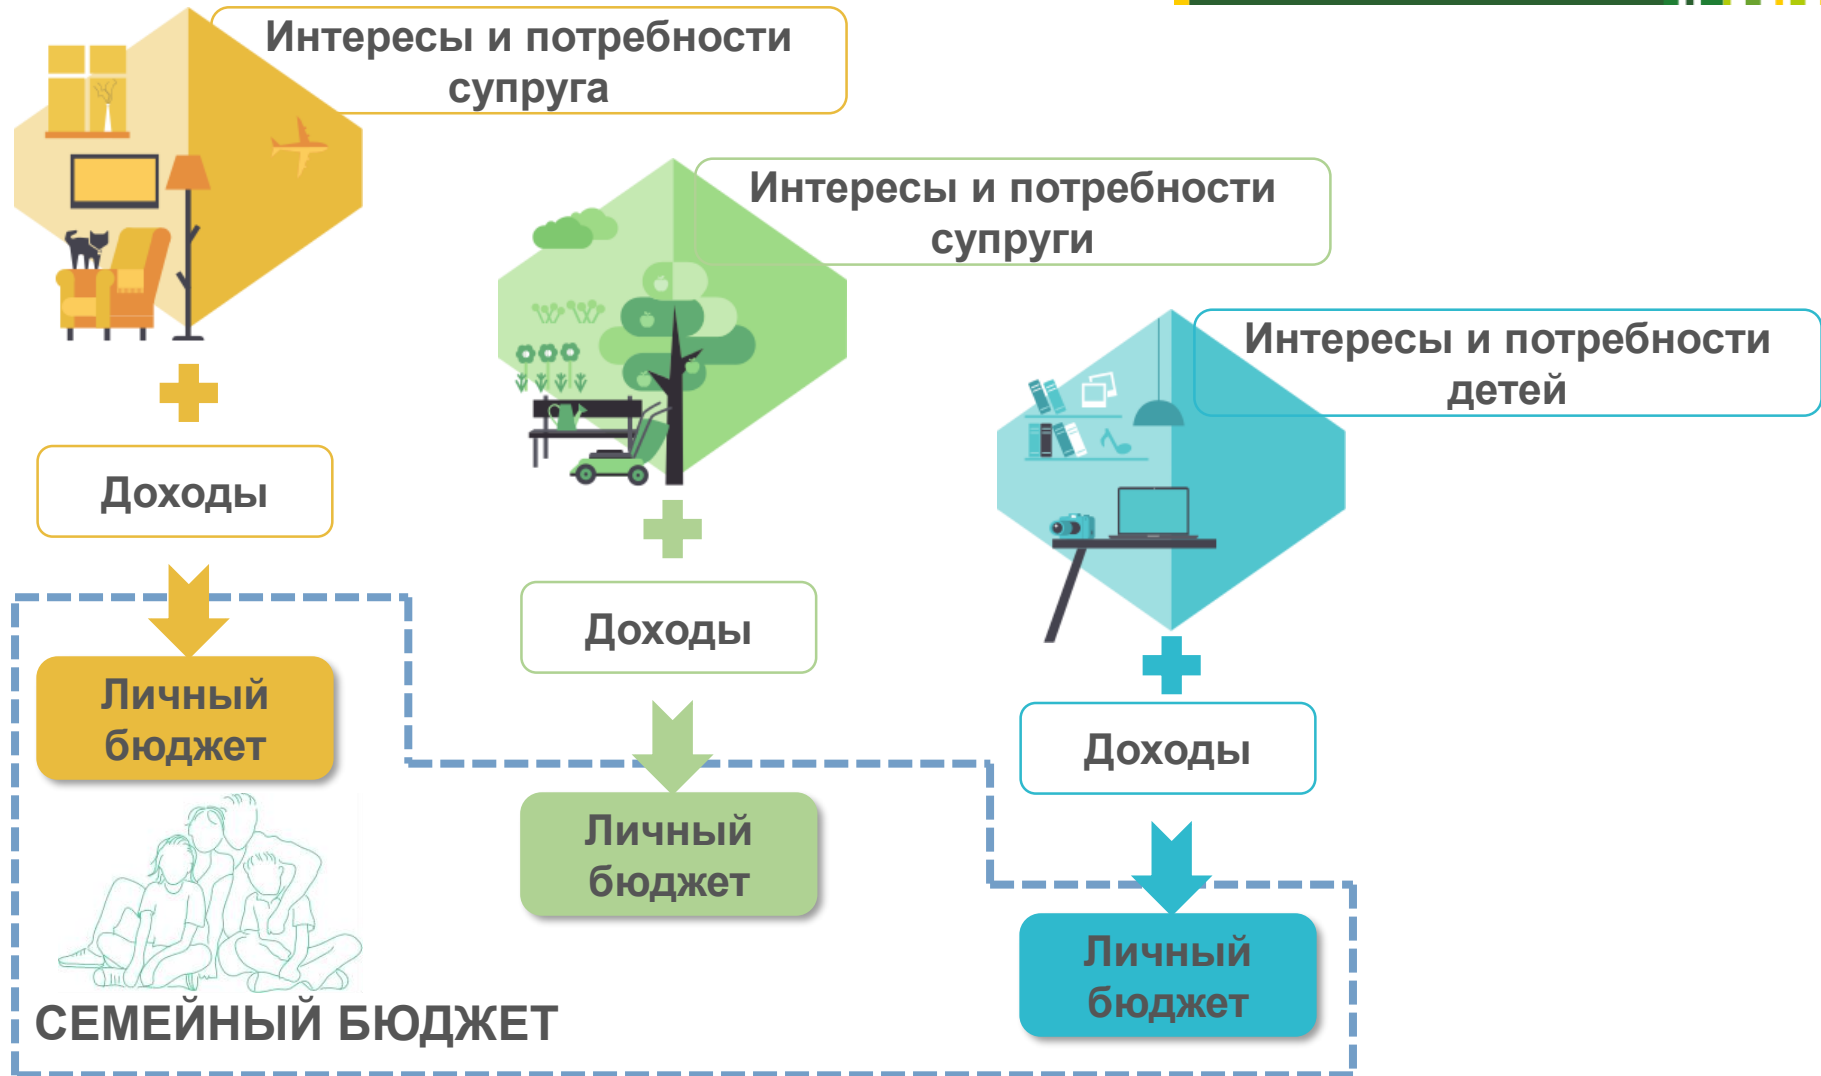 Интересы и потребности
супруга
Интересы и потребности
супруги
Интересы и потребности
детей
Доходы
Доходы
Доходы
Личный
бюджет
Личный
бюджет
Личный
бюджет
СЕМЕЙНЫЙ БЮДЖЕТ